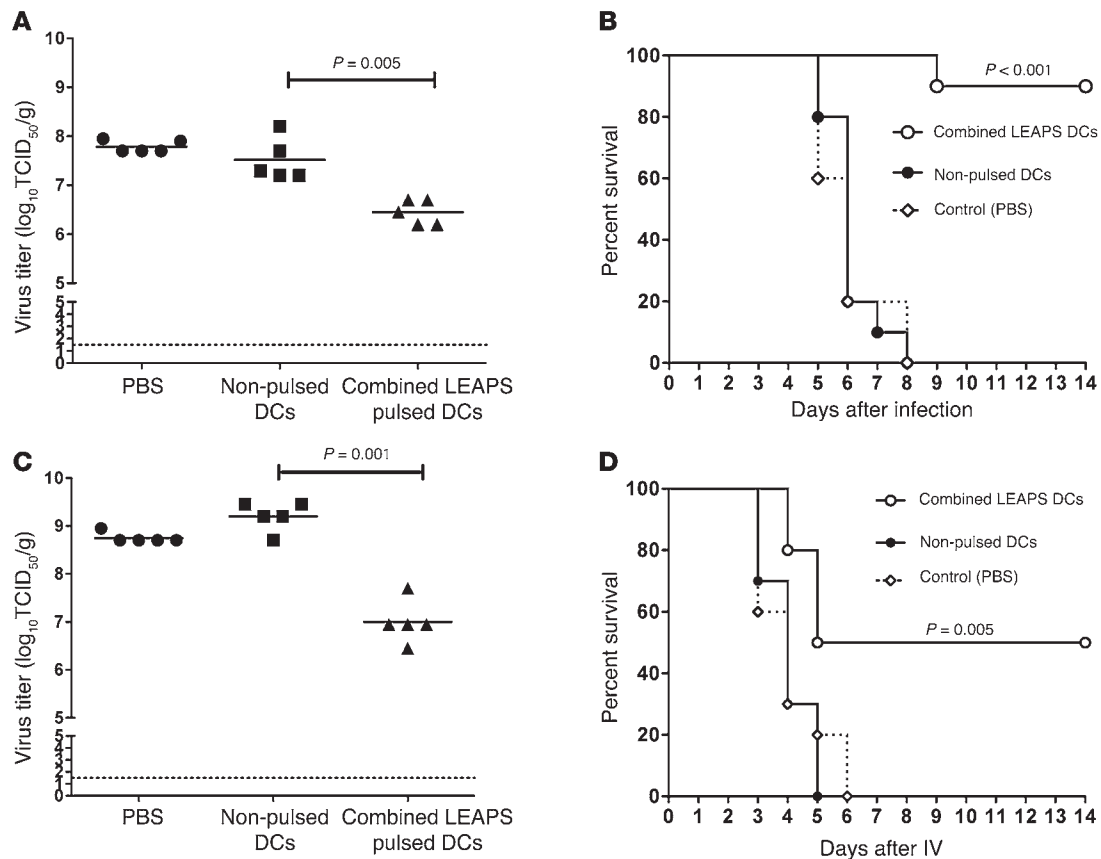 A
Virus titer (log10TCID50/g)
10
9
8
7
6
5
5
4
3
2
1
0
P = 0.005
PBS
Non-pulsed
DCs
Combined LEAPS
pulsed DCs
B
Percent survival
100
80
60
40
20
0
P < 0.001
Combined LEAPS DCs
Non-pulsed DCs
Control (PBS)
0 1 2 3 4 5 6 7 8 9 10 11 12 13 14
Days after infection
C
Virus titer (log10TCID50/g)
10
9
8
7
6
5
5
4
3
2
1
0
P = 0.001
PBS
Non-pulsed
DCs
Combined LEAPS
pulsed DCs
D
Percent survival
100
80
60
40
20
0
Combined LEAPS DCs
Non-pulsed DCs
Control (PBS)
P = 0.005
0 1 2 3 4 5 6 7 8 9 10 11 12 13 14
Days after IV